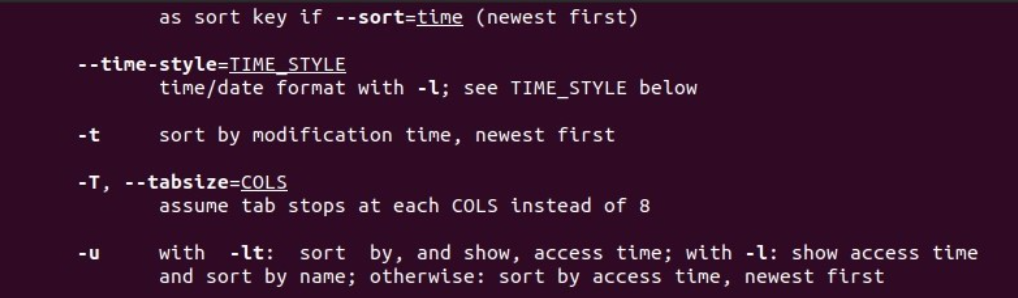 as sort key if --sort=time (newest first)
--time-style=TIME_STYLE
time/date format with -l; see TIME_STYLE below
-t     sort by modification time, newest first
-T, --tabsize=COLS
assume tab stops at each COLS instead of 8
-u     with  -lt:  sort  by, and show, access time; with -l: show access time
and sort by name; otherwise: sort by access time, newest first